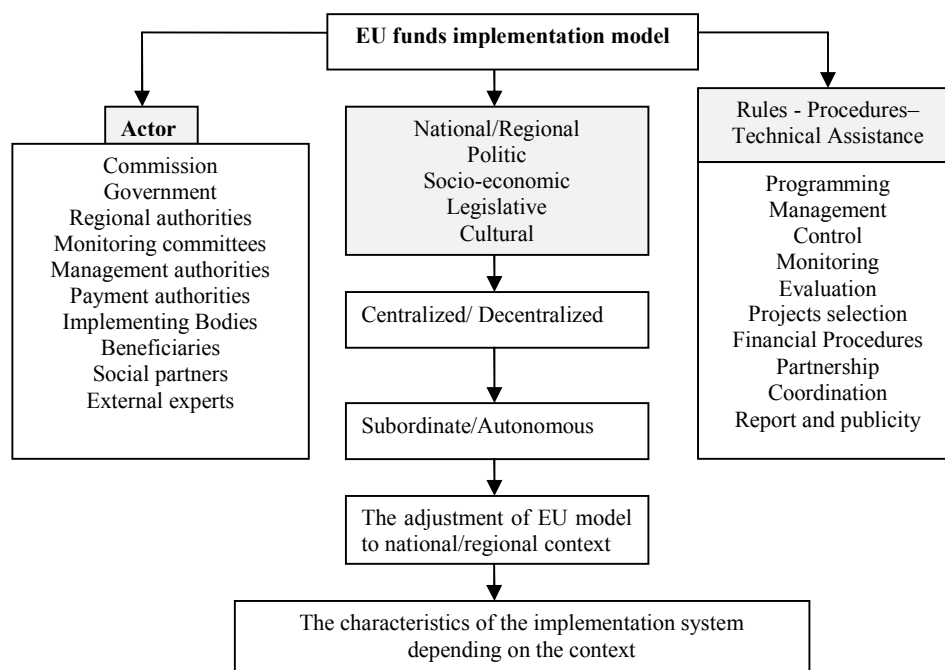 EU funds implementation model
Actor
Commission
Government
Regional authorities
Monitoring committees
Management authorities
Payment authorities
Implementing Bodies
Beneficiaries
Social partners
External experts
National/Regional
Politic
Socio-economic
Legislative
Cultural
Centralized/ Decentralized
Subordinate/Autonomous
The adjustment of EU model
to national/regional context
The characteristics of the implementation system
depending on the context
Rules - Procedures–
Technical Assistance
Programming
Management
Control
Monitoring
Evaluation
Projects selection
Financial Procedures
Partnership
Coordination
Report and publicity